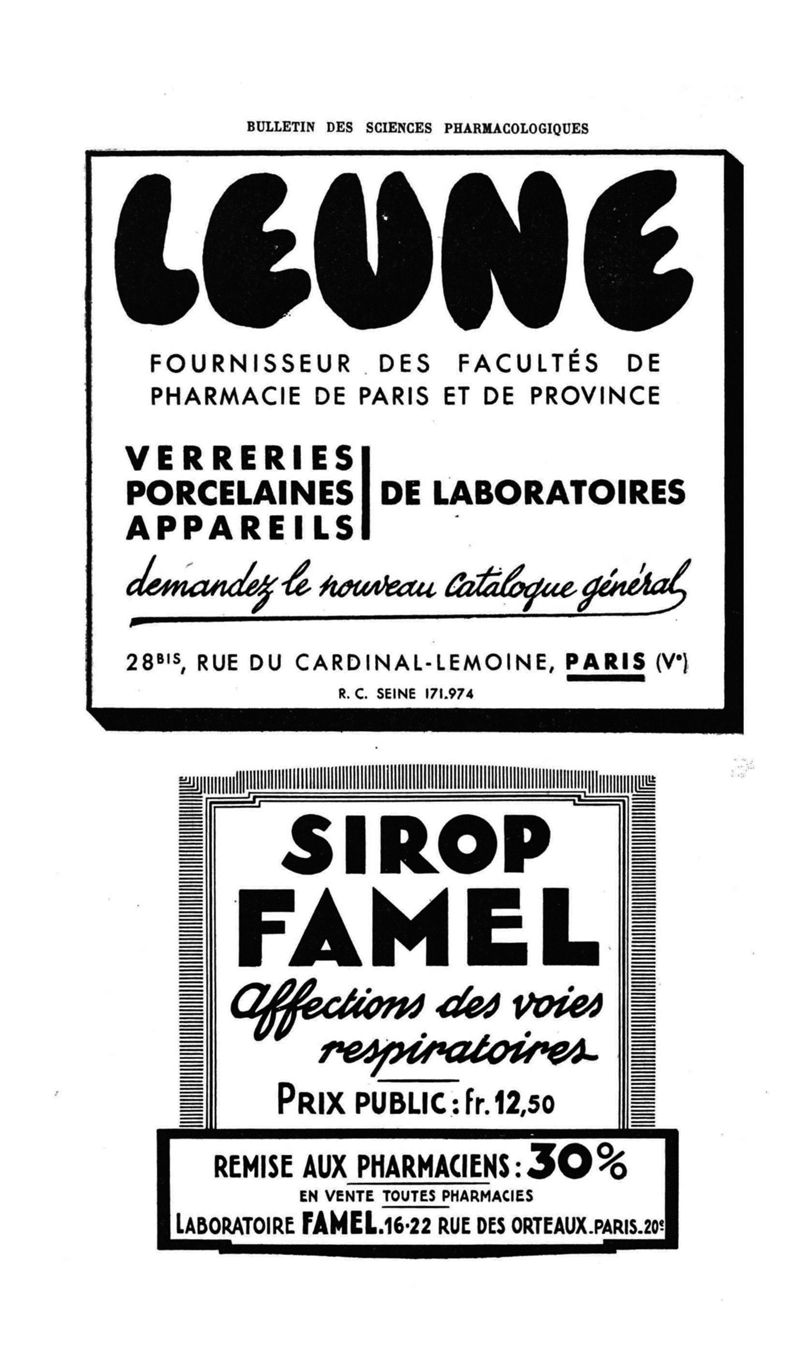 BULLETIN DES SCIENCES PHARMACOLOGIQUES
LEUNE
FOURNISSEUR DES FACULTÉS DE
PHARMACIE DE PARIS ET DE PROVINCE
VERRERIES
PORCELAINES DE LABORATOIRES
APPAREILS
demandez le nouveau catalogue général
28BIS, RUE DU CARDINAL-LEMOINE, PARIS (Ve)
R. C. SEINE 171.974
SIROP
FAMEL
Affections des voies
respiratoires
PRIX PUBLIC : fr. 12,50
REMISE AUX PHARMACIENS : 30%
EN VENTE TOUTES PHARMACIES
LABORATOIRE FAMEL.16-22 RUE DES ORTEAUX.PARIS.20e